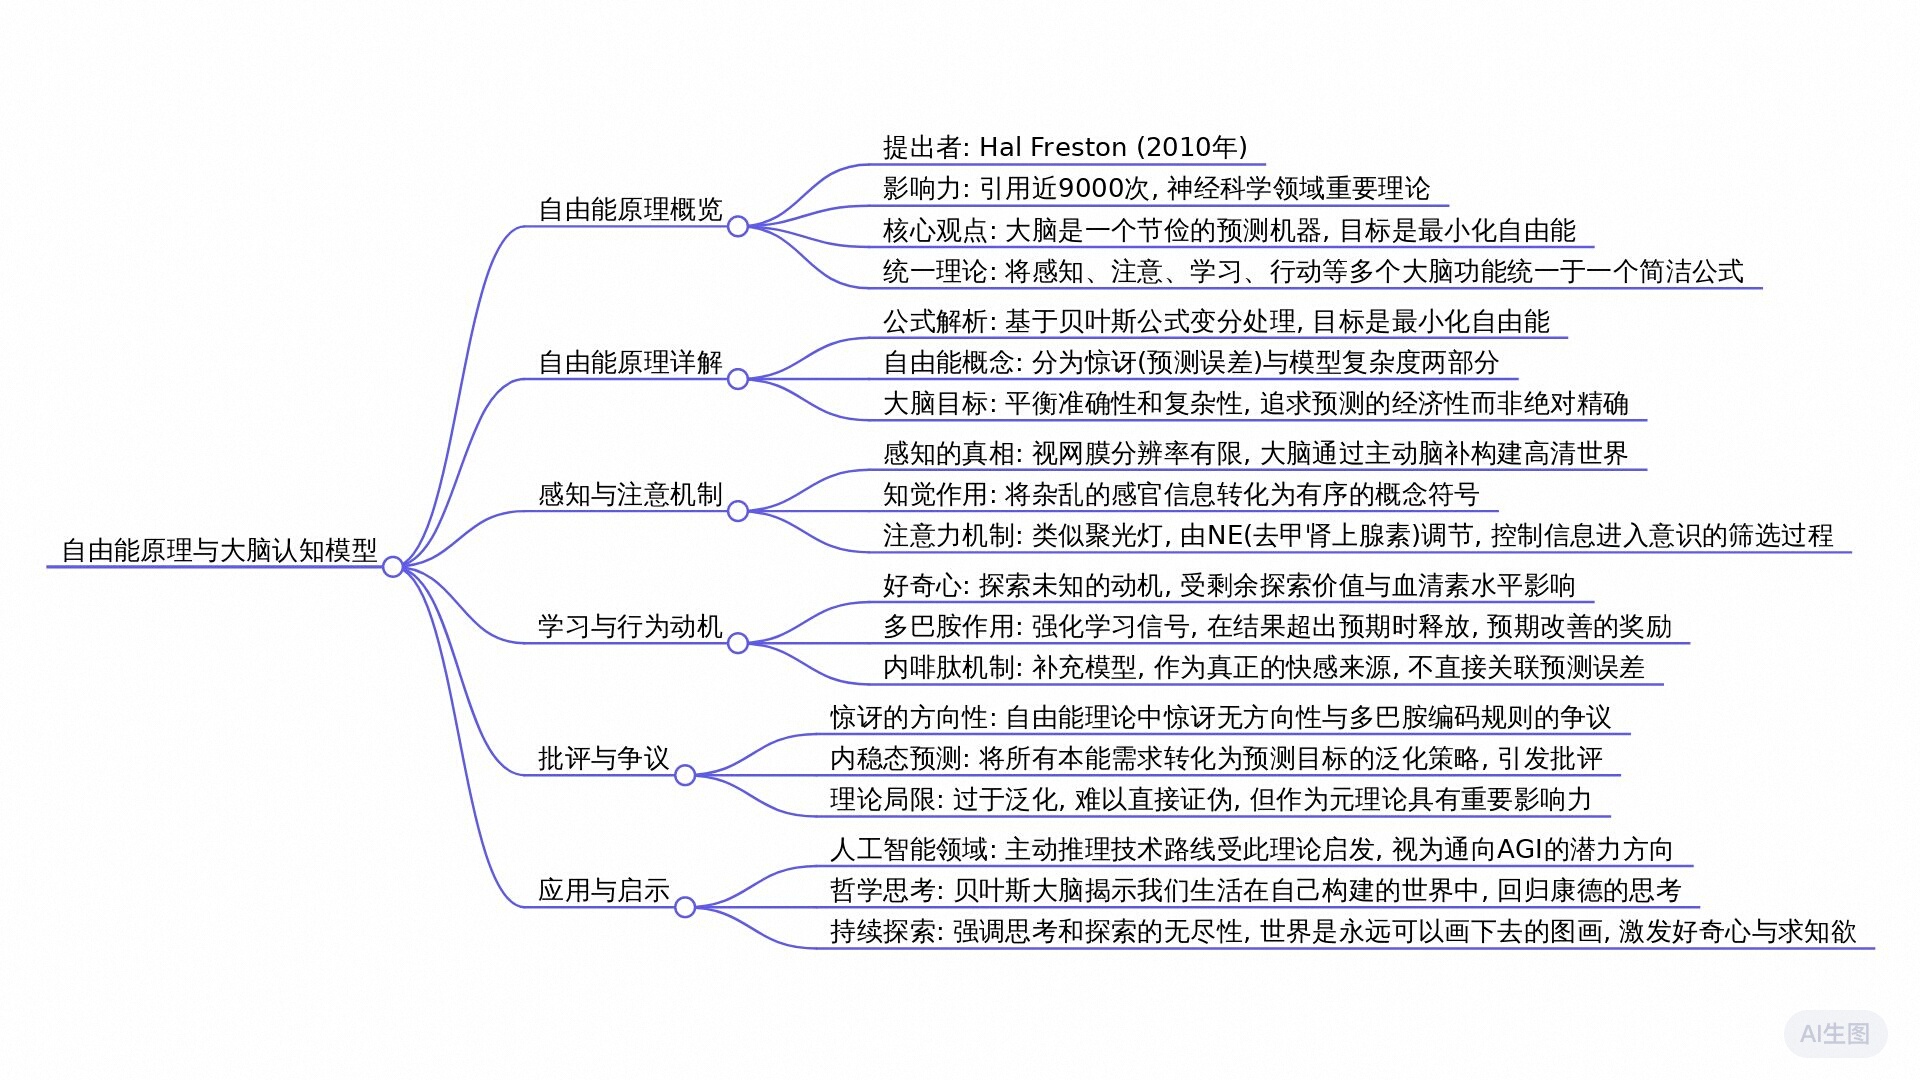 自由能原理与大脑认知模型
自由能原理概览
提出者: Hal Freston (2010年)
影响力: 引用近9000次, 神经科学领域重要理论
核心观点: 大脑是一个节俭的预测机器, 目标是最小化自由能
统一理论: 将感知、注意、学习、行动等多个大脑功能统一于一个简洁公式
自由能原理详解
公式解析: 基于贝叶斯公式变分处理, 目标是最小化自由能
自由能概念: 分为惊讶(预测误差)与模型复杂度两部分
大脑目标: 平衡准确性和复杂性, 追求预测的经济性而非绝对精确
感知与注意机制
感知的真相: 视网膜分辨率有限, 大脑通过主动脑补构建高清世界
知觉作用: 将杂乱的感官信息转化为有序的概念符号
注意力机制: 类似聚光灯, 由NE(去甲肾上腺素)调节, 控制信息进入意识的筛选过程
学习与行为动机
好奇心: 探索未知的动机, 受剩余探索价值与血清素水平影响
多巴胺作用: 强化学习信号, 在结果超出预期时释放, 预期改善的奖励
内啡肽机制: 补充模型, 作为真正的快感来源, 不直接关联预测误差
批评与争议
惊讶的方向性: 自由能理论中惊讶无方向性与多巴胺编码规则的争议
内稳态预测: 将所有本能需求转化为预测目标的泛化策略, 引发批评
理论局限: 过于泛化, 难以直接证伪, 但作为元理论具有重要影响力
应用与启示
人工智能领域: 主动推理技术路线受此理论启发, 视为通向AGI的潜力方向
哲学思考: 贝叶斯大脑揭示我们生活在自己构建的世界中, 回归康德的思考
持续探索: 强调思考和探索的无尽性, 世界是永远可以画下去的图画, 激发好奇心与求知欲
AI生图